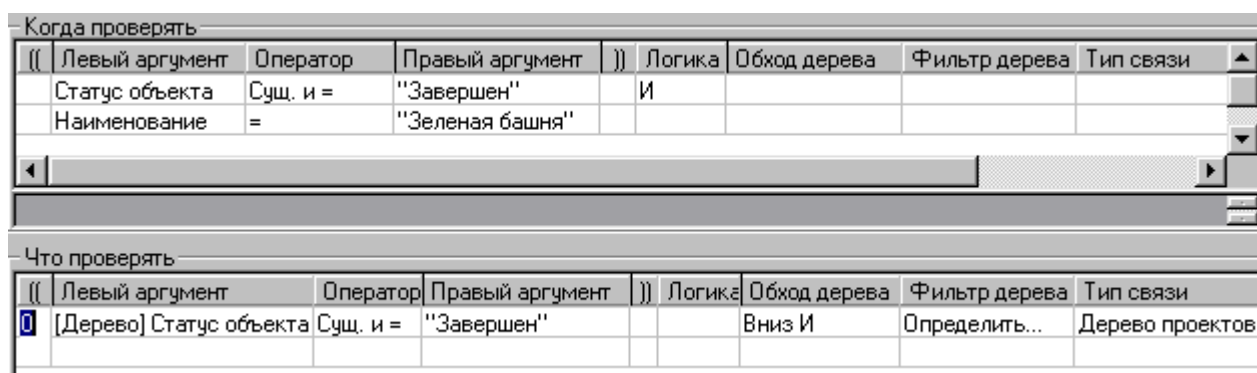 Когда проверять
(( Левый аргумент Оператор Правый аргумент )) Логика Обход дерева Фильтр дерева Тип связи
Статус объекта Сущ. и = "Завершен" И
Наименование = "Зеленая башня"
Что проверять
(( Левый аргумент Оператор Правый аргумент )) Логика Обход дерева Фильтр дерева Тип связи
0 [Дерево] Статус объекта Сущ. и = "Завершен" Вниз И Определить... Дерево проектов